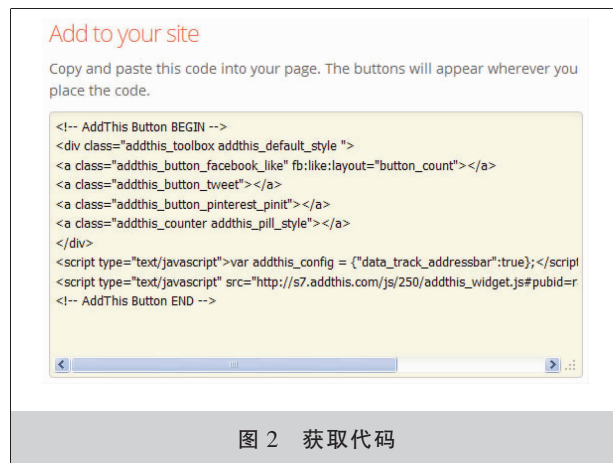 Add to your site
Copy and paste this code into your page. The buttons will appear wherever you
place the code.
<!-- AddThis Button BEGIN -->
<div class="addthis_toolbox addthis_default_style ">
<a class="addthis_button_facebook_like" fb:like:layout="button_count"></a>
<a class="addthis_button_tweet"></a>
<a class="addthis_button_pinterest_pinit"></a>
<a class="addthis_counter addthis_pill_style"></a>
</div>
<script type="text/javascript">var addthis_config = {"data_track_addressbar":true};</script
<script type="text/javascript" src="http://s7.addthis.com/js/250/addthis_widget.js#pubid=r
<!-- AddThis Button END -->
图 2 获取代码